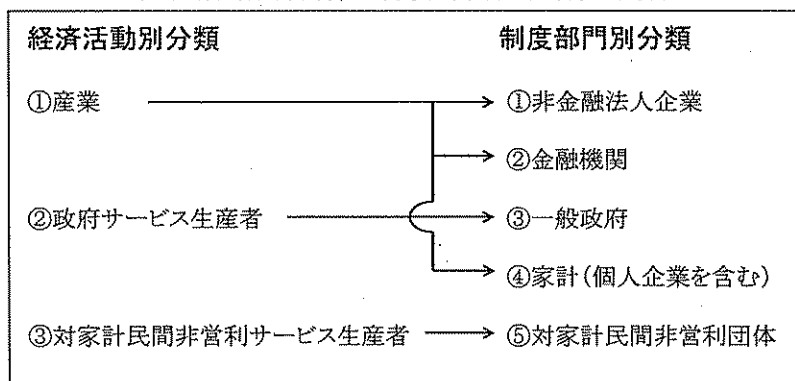 経済活動別分類
制度部門別分類
①産業
①非金融法人企業
②金融機関
②政府サービス生産者
③一般政府
④家計(個人企業を含む)
③対家計民間非営利サービス生産者
⑤対家計民間非営利団体